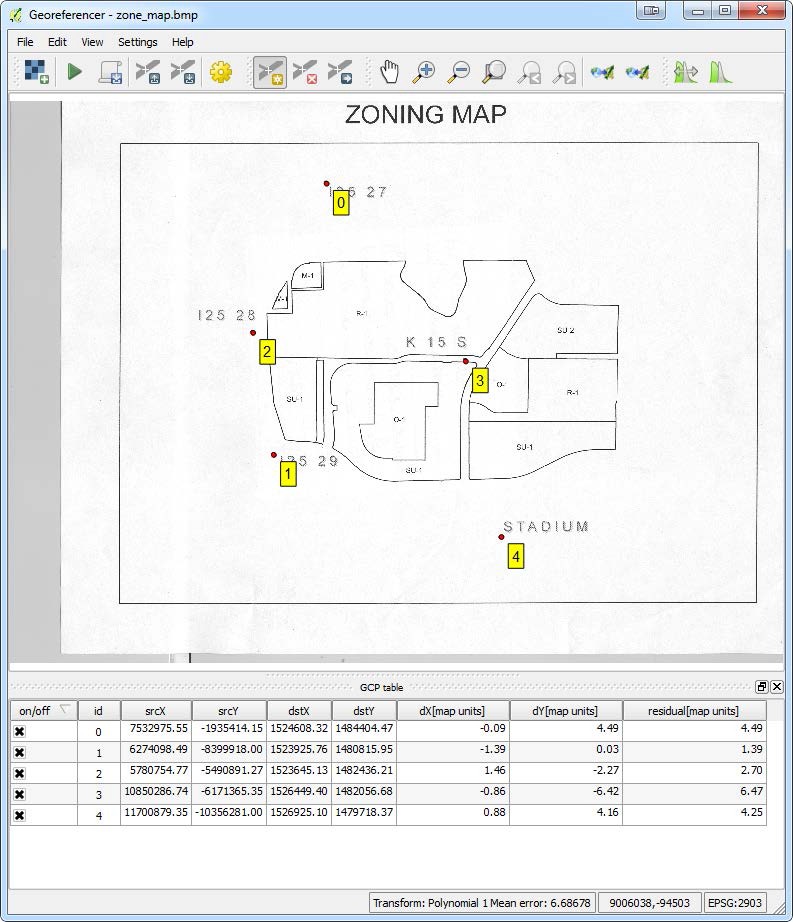 Georeferencer - zone_map.bmp
File Edit View Settings Help
ZONING MAP
27
0
M-1
I25 28
R-1
SU-2
K 15 S
2
3
O-1
R-1
SU-1
O-1
SU-1
SU-1
29
1
STADIUM
4
GCP table
on/off id srcX srcY dstX dstY dX[map units] dY[map units] residual[map units]
0 7532975.55 -1935414.15 1524608.32 1484404.47 -0.09 4.49 4.49
1 6274098.49 -8399918.00 1523925.76 1480815.95 -1.39 0.03 1.39
2 5780754.77 -5490891.27 1523645.13 1482436.21 1.46 -2.27 2.70
3 10850286.74 -6171365.35 1526449.40 1482056.68 -0.86 -6.42 6.47
4 11700879.35 -10356281.00 1526925.10 1479718.37 0.88 4.16 4.25
Transform: Polynomial 1 Mean error: 6.68678 9006038,-94503 EPSG:2903